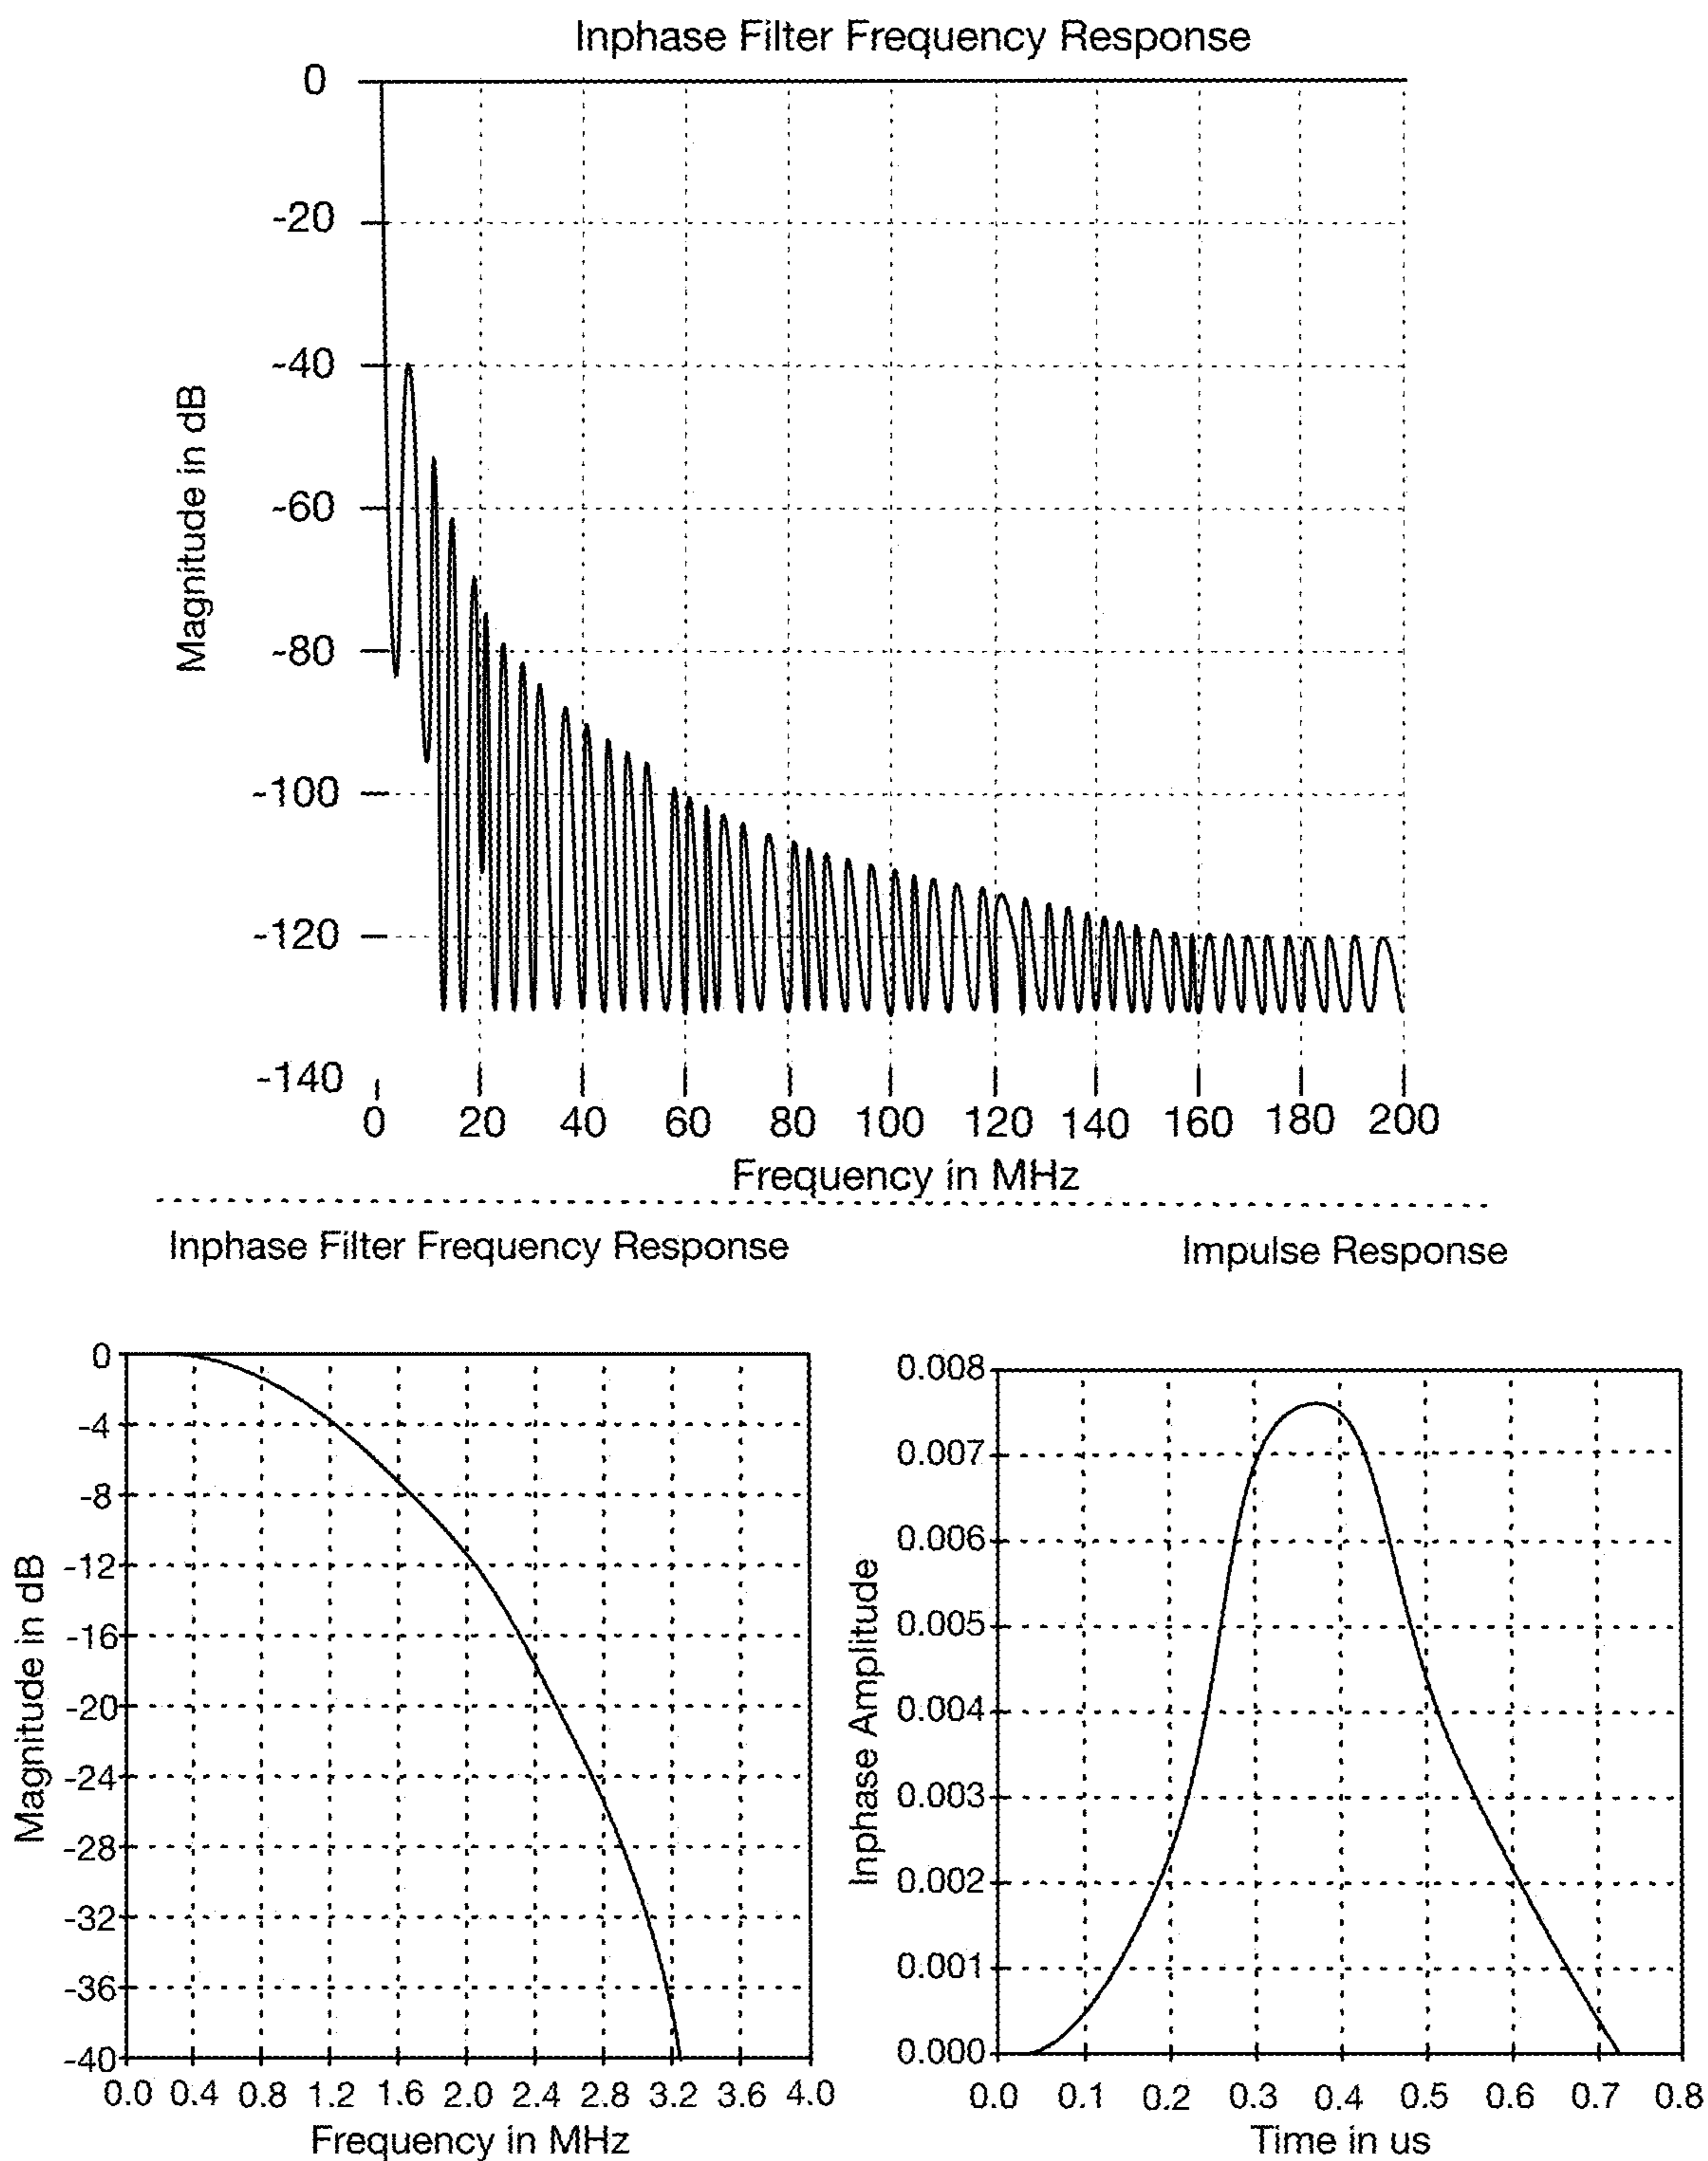 Inphase Filter Frequency Response
0
-20
-40
-60
-80
-100
-120
-140
Magnitude in dB
0 20 40 60 80 100 120 140 160 180 200
Frequency in MHz
Inphase Filter Frequency Response
0
-4
-8
-12
-16
-20
-24
-28
-32
-36
-40
Magnitude in dB
0.0 0.4 0.8 1.2 1.6 2.0 2.4 2.8 3.2 3.6 4.0
Frequency in MHz
Impulse Response
0.008
0.007
0.006
0.005
0.004
0.003
0.002
0.001
0.000
Inphase Amplitude
0.0 0.1 0.2 0.3 0.4 0.5 0.6 0.7 0.8
Time in us